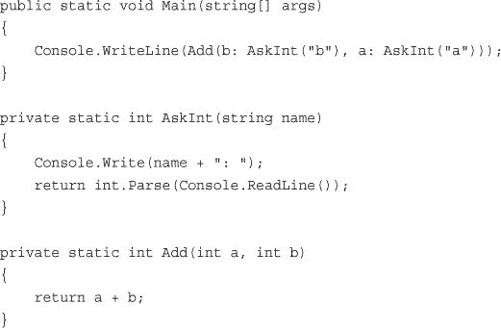 public static void Main(string[] args)
{
    Console.WriteLine(Add(b: AskInt("b"), a: AskInt("a")));
}
private static int AskInt(string name)
{
    Console.Write(name + ": ");
    return int.Parse(Console.ReadLine());
}
private static int Add(int a, int b)
{
    return a + b;
}